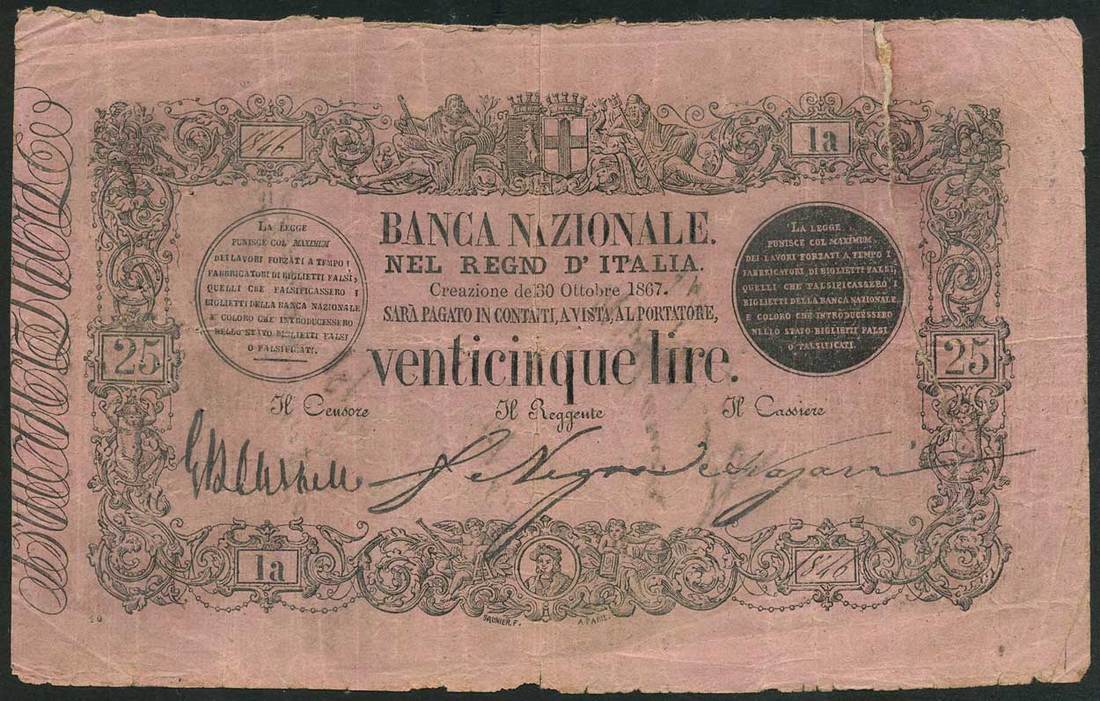 1816
1a
LA LEGGE
PUNISCE COL MAXIMUM
DEI LAVORI FORZATI A TEMPO I
FABBRICATORI DI BIGLIETTI FALSI,
QUELLI CHE FALSIFICASSERO I
BIGLIETTI DELLA BANCA NAZIONALE
E COLORO CHE INTRODUCESSERO
NELLO STATO BIGLIETTI FALSI
O FALSIFICATI.
BANCA NAZIONALE.
NEL REGNO D'ITALIA.
Creazione del 30 Ottobre 1867.
SARÀ PAGATO IN CONTANTI, A VISTA, AL PORTATORE,
venticinque lire.
LA LEGGE
PUNISCE COL MAXIMUM
DEI LAVORI FORZATI A TEMPO I
FABBRICATORI DI BIGLIETTI FALSI,
QUELLI CHE FALSIFICASSERO I
BIGLIETTI DELLA BANCA NAZIONALE
E COLORO CHE INTRODUCESSERO
NELLO STATO BIGLIETTI FALSI
O FALSIFICATI.
25
25
Il Censore
Il Reggente
Il Cassiere
1a
1816
SAUNIER F. A PARIS.